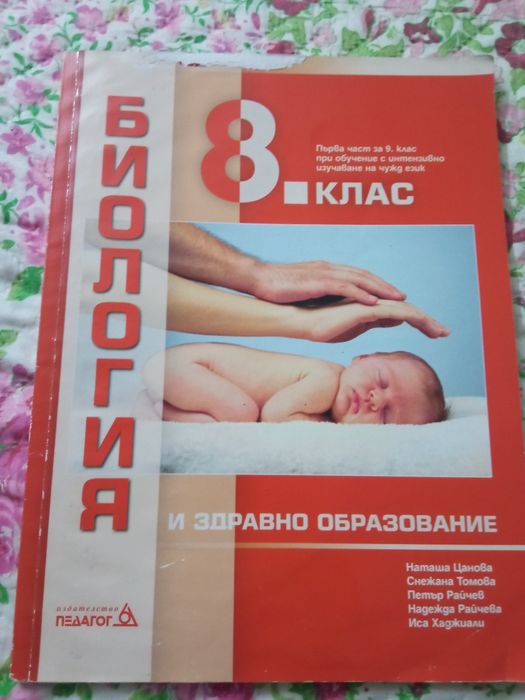 БИОЛОГИЯ
8.
Първа част за 9. клас
при обучение с интензивно
изучаване на чужд език
КЛАС
И ЗДРАВНО ОБРАЗОВАНИЕ
Наташа Цанова
Снежана Томова
Петър Райчев
Надежда Райчева
Иса Хаджиали
издателство
ПЕДАГОГ 6